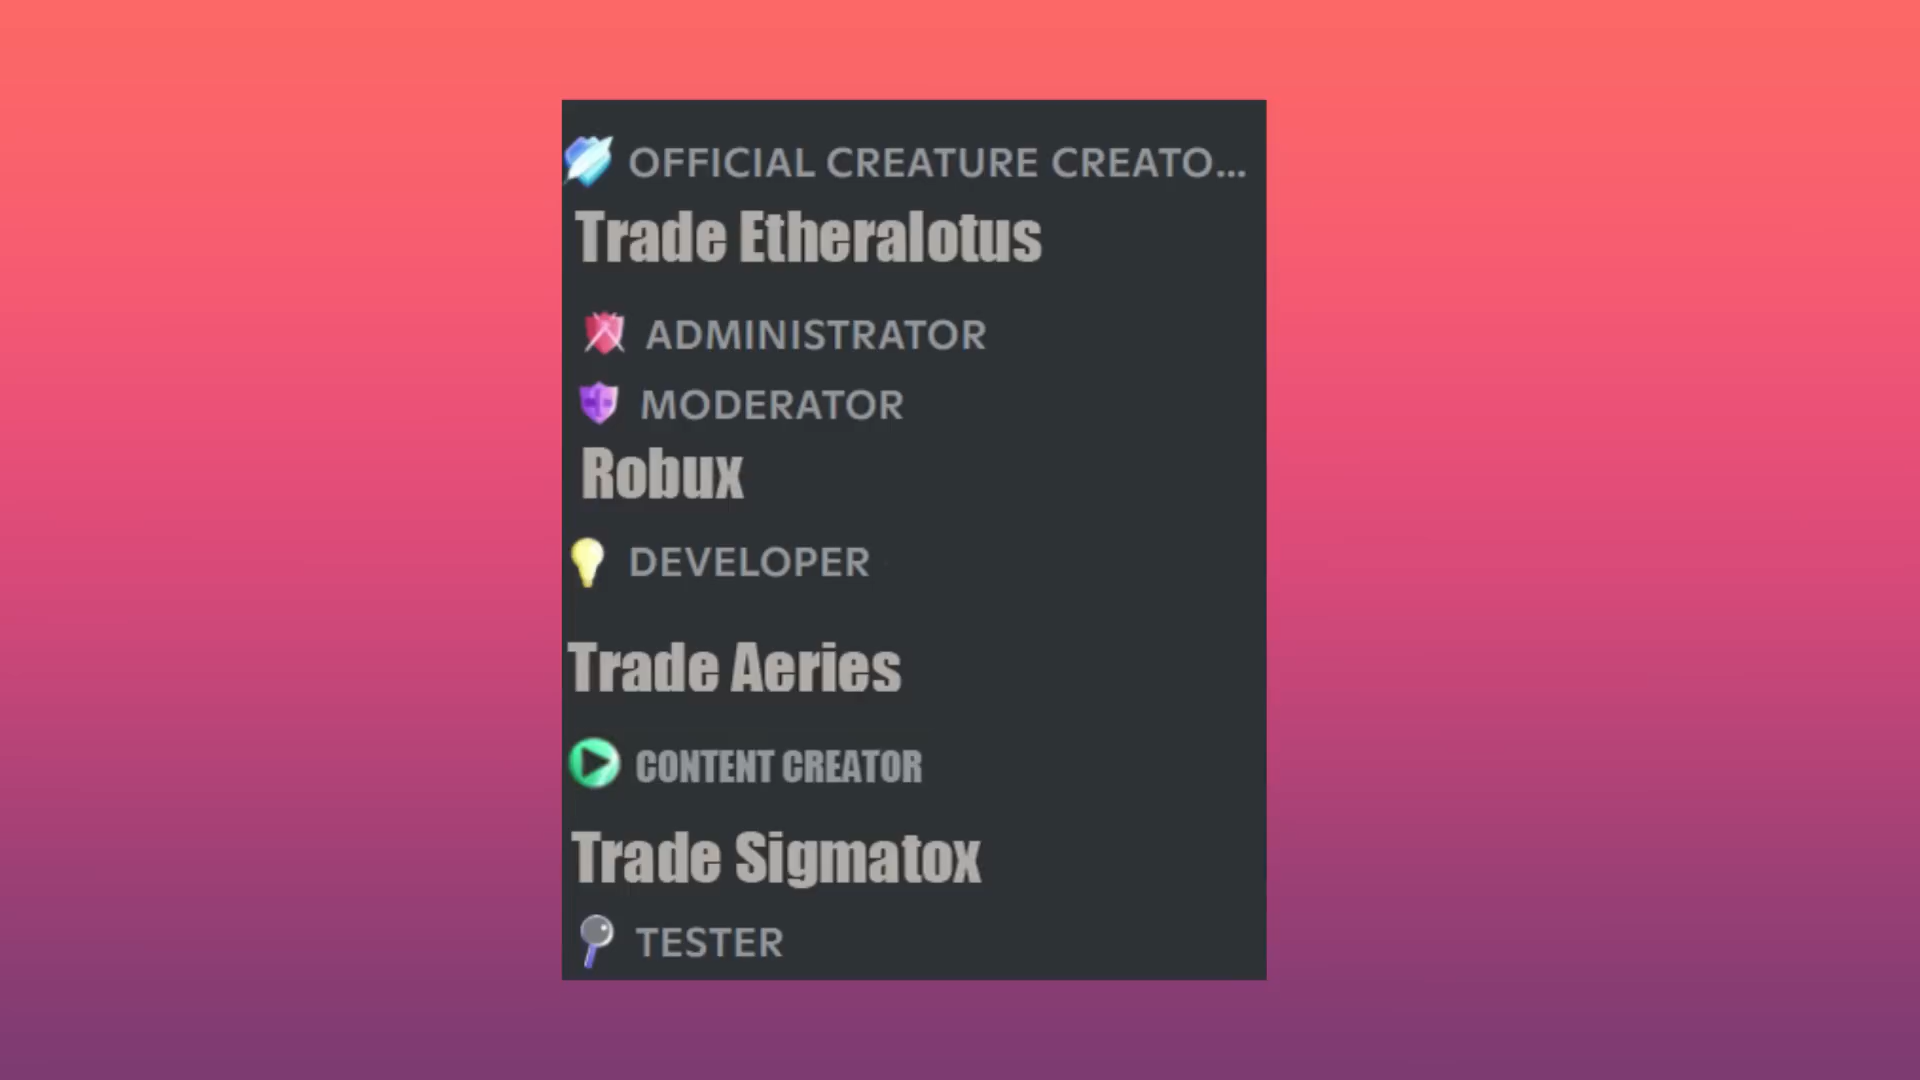 OFFICIAL CREATURE CREATO...
Trade Etheralotus
ADMINISTRATOR
MODERATOR
Robux
DEVELOPER
Trade Aeries
CONTENT CREATOR
Trade Sigmatox
TESTER